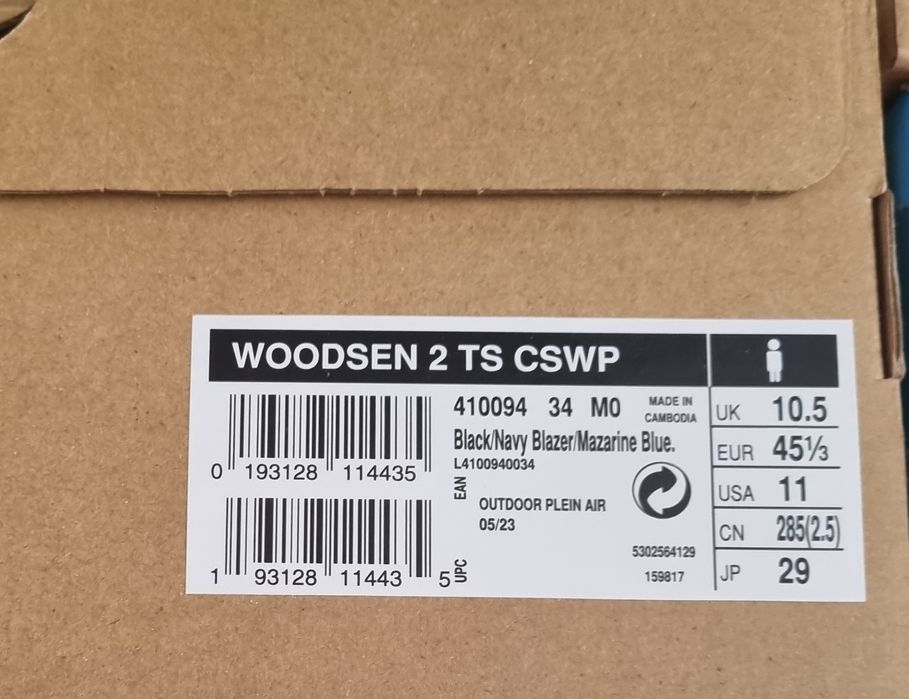 WOODSEN 2 TS CSWP
0 193128 114435
1 93128 11443 5
EAN
UPC
410094 34 M0
MADE IN
CAMBODIA
Black/Navy Blazer/Mazarine Blue.
L4100940034
OUTDOOR PLEIN AIR
05/23
5302564129
159817
UK 10.5
EUR 45⅓
USA 11
CN 285(2.5)
JP 29